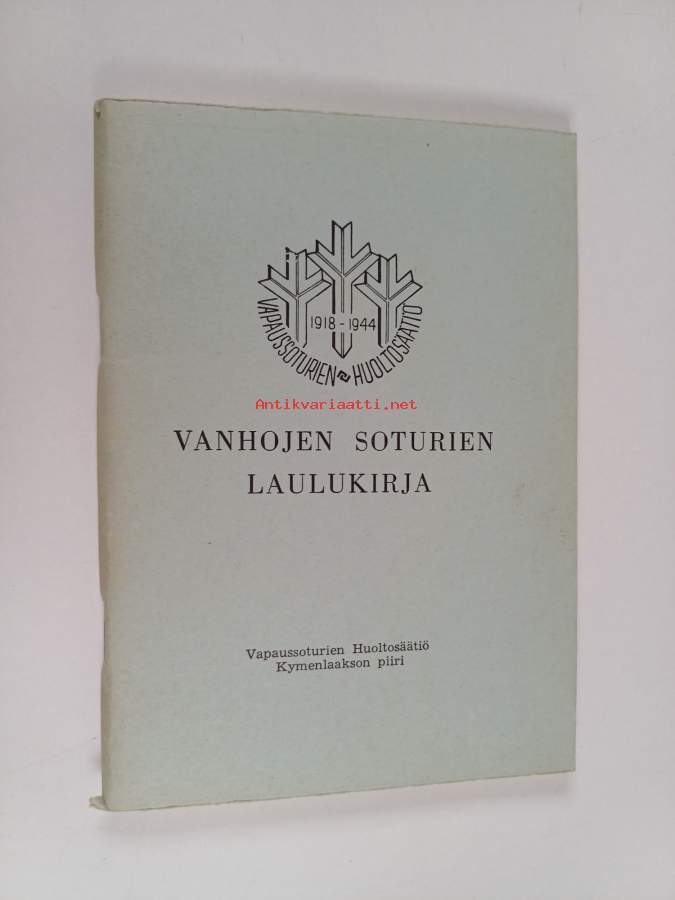 1918 - 1944
VAPAUSSOTURIEN HUOLTOSÄÄTIÖ
Antikvariaatti.net
VANHOJEN SOTURIEN
LAULUKIRJA
Vapaussoturien Huoltosäätiö
Kymenlaakson piiri